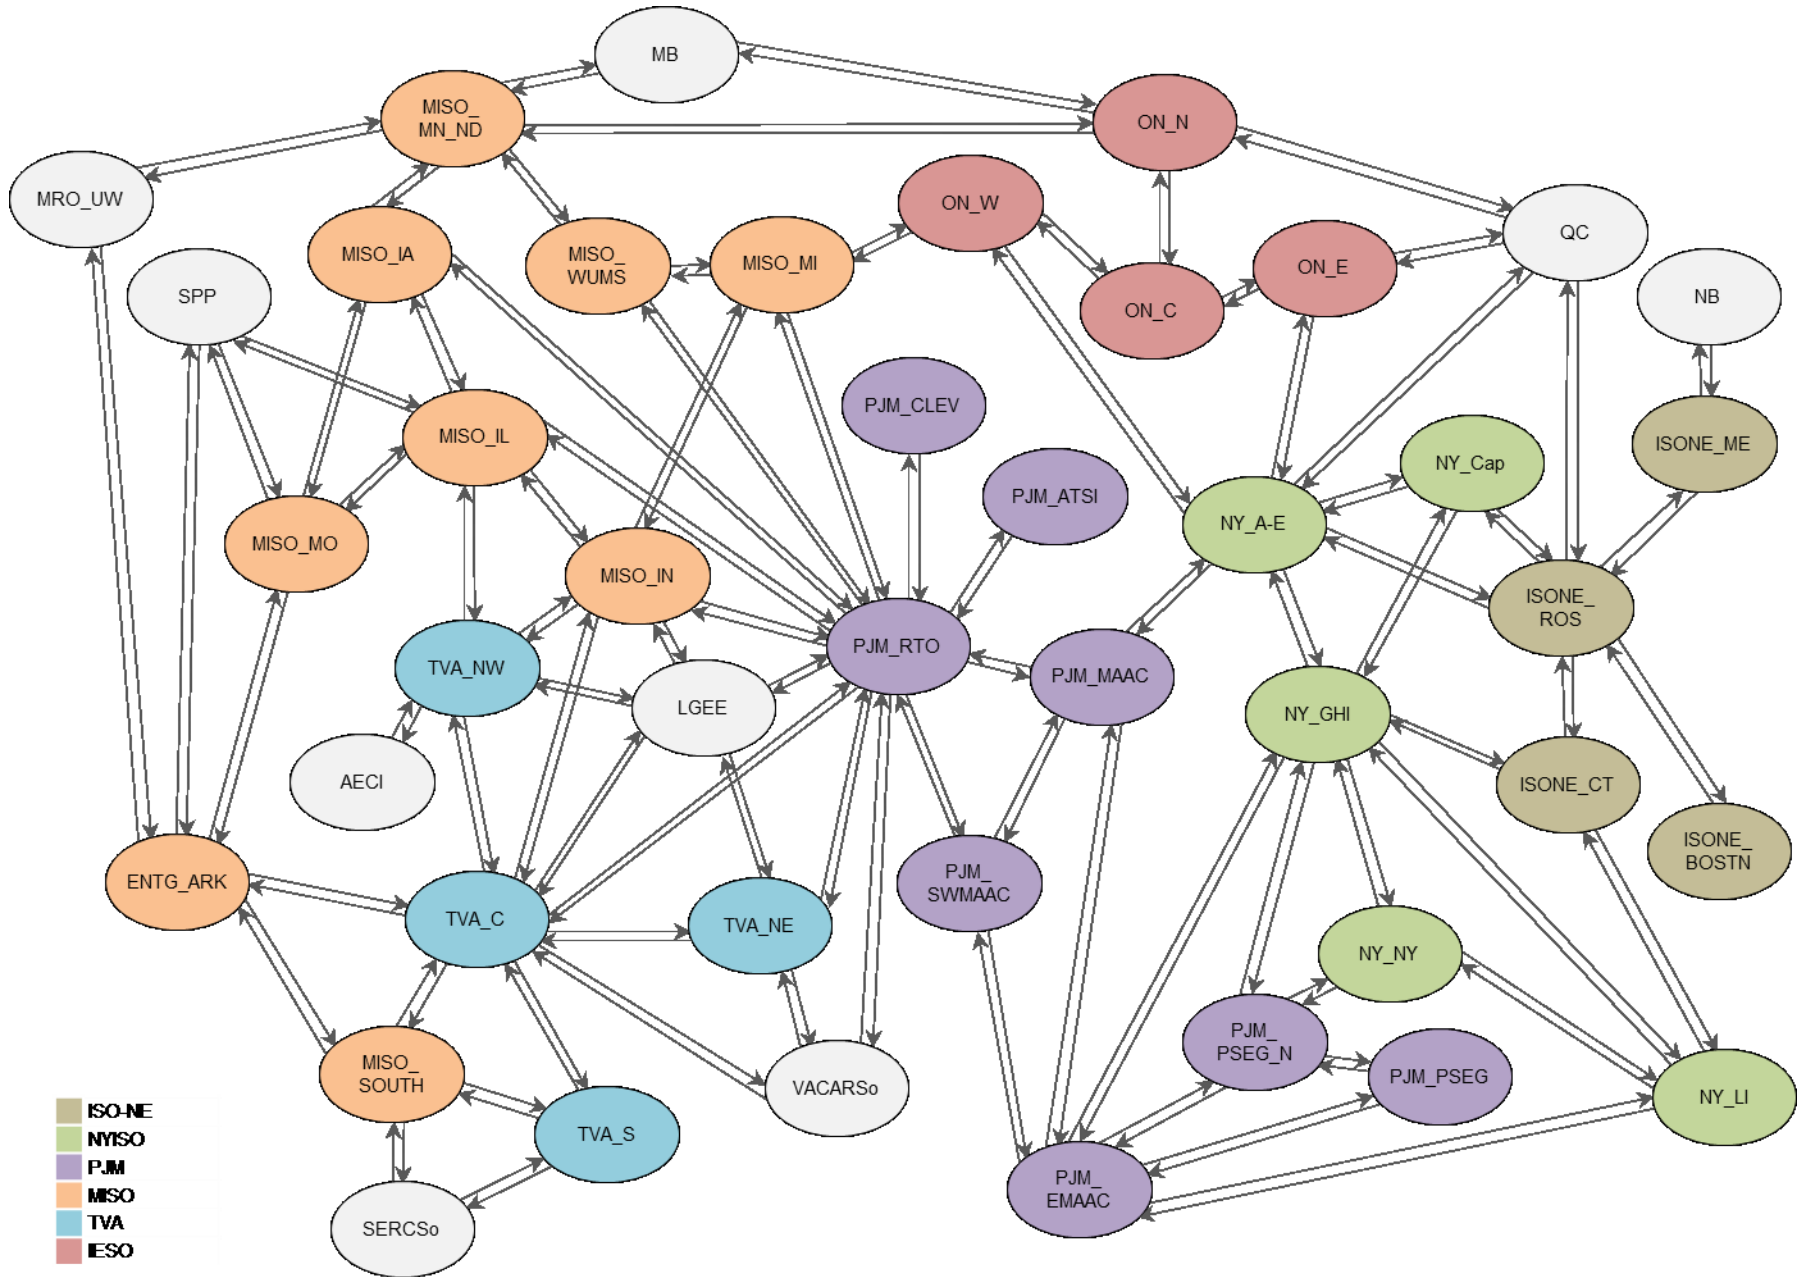 MB
MISO_
MN_ND
ON_N
MRO_UW
ON_W
QC
MISO_IA
MISO_
WUMS
MISO_MI
ON_E
SPP
ON_C
NB
PJM_CLEV
MISO_IL
ISONE_ME
NY_Cap
PJM_ATSI
NY_A-E
MISO_MO
MISO_IN
ISONE_
ROS
PJM_RTO
TVA_NW
PJM_MAAC
LGEE
NY_GHI
AECI
ISONE_CT
ISONE_
BOSTN
ENTG_ARK
PJM_
SWMAAC
TVA_C
TVA_NE
NY_NY
PJM_
PSEG_N
MISO_
SOUTH
PJM_PSEG
VACARSo
NY_LI
TVA_S
PJM_
EMAAC
SERCSo
ISO-NE
NYISO
PJM
MISO
TVA
IESO